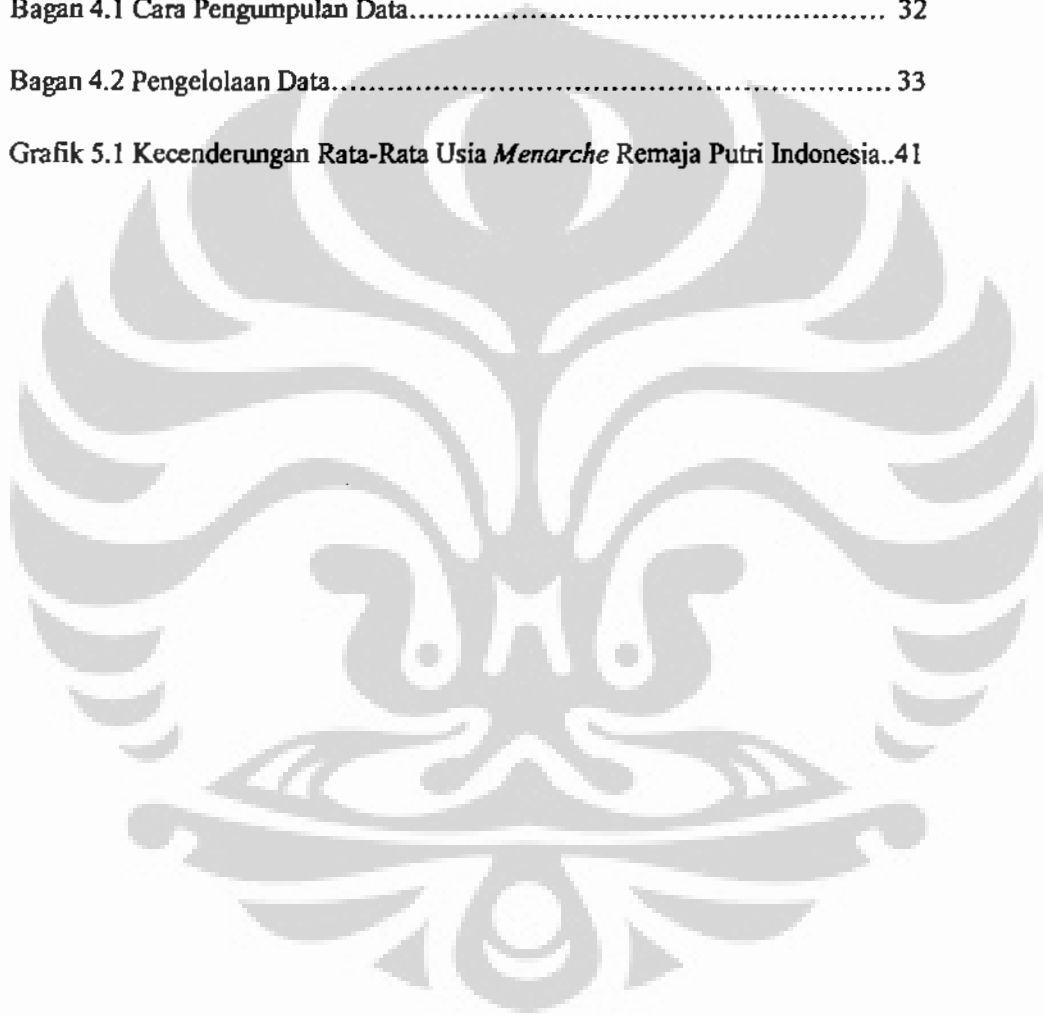 Bagan 4.1 Cara Pengumpulan Data................................................ 32
Bagan 4.2 Pengelolaan Data......................................................... 33
Grafik 5.1 Kecenderungan Rata-Rata Usia Menarche Remaja Putri Indonesia..41